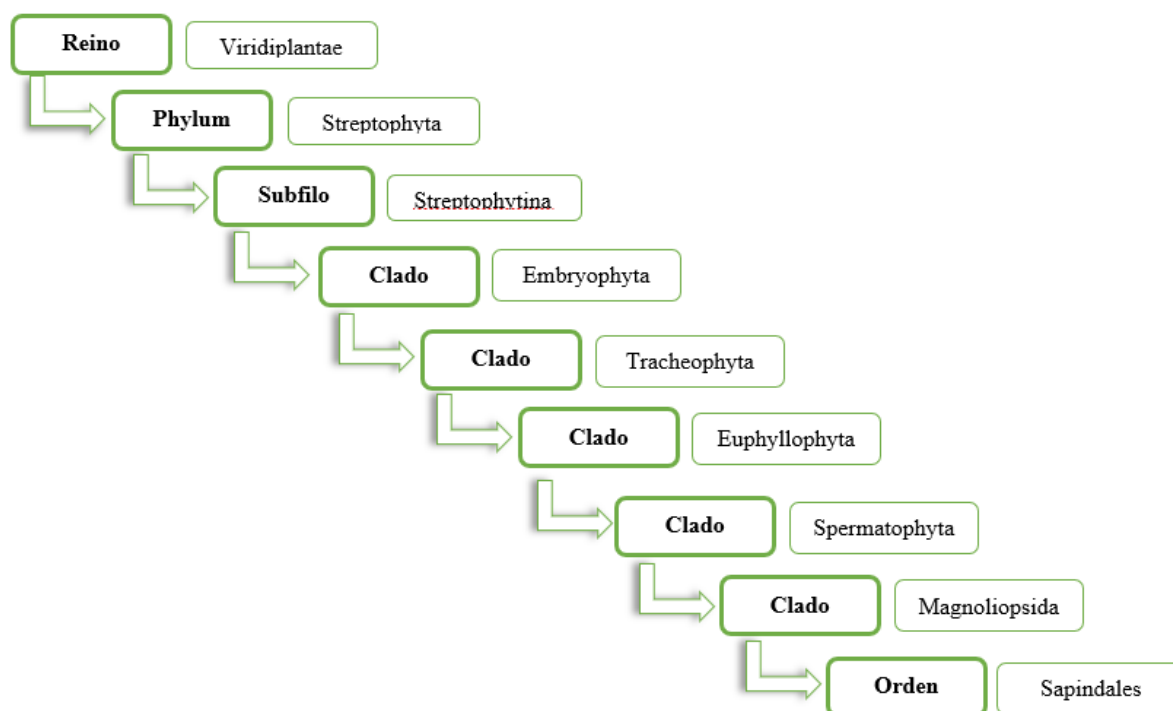 Reino
Viridiplantae
Phylum
Streptophyta
Subfilo
Streptophytina
Clado
Embryophyta
Clado
Tracheophyta
Clado
Euphyllophyta
Clado
Spermatophyta
Clado
Magnoliopsida
Orden
Sapindales